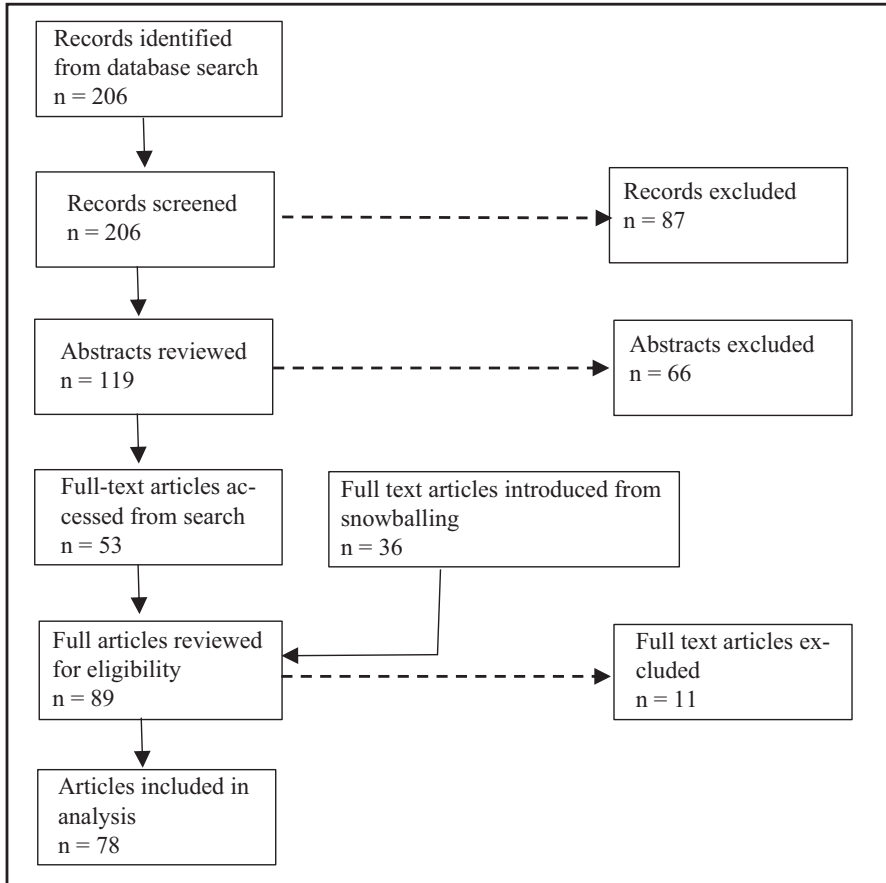 Records identified
from database search
n = 206
Records screened
n = 206
Records excluded
n = 87
Abstracts reviewed
n = 119
Abstracts excluded
n = 66
Full-text articles ac-
cessed from search
n = 53
Full text articles introduced from
snowballing
n = 36
Full articles reviewed
for eligibility
n = 89
Full text articles ex-
cluded
n = 11
Articles included in
analysis
n = 78